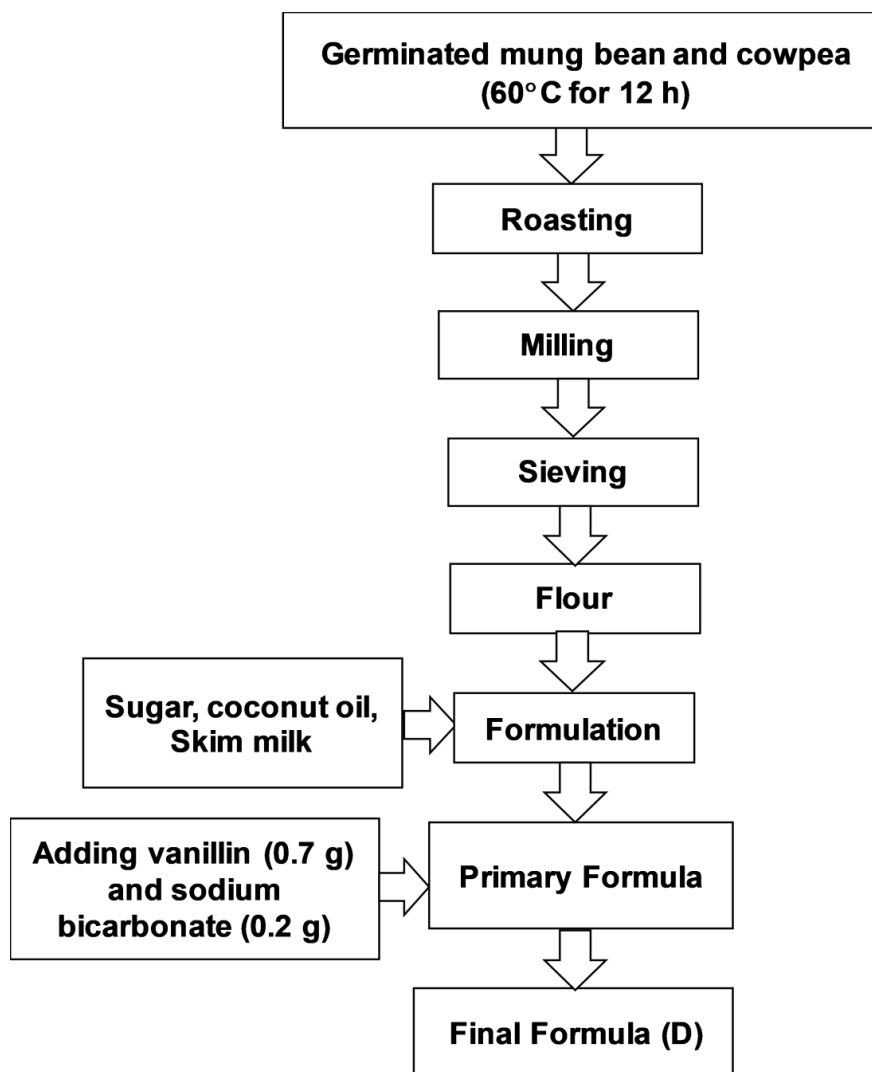 Germinated mung bean and cowpea
(60°C for 12 h)
Roasting
Milling
Sieving
Flour
Sugar, coconut oil,
Skim milk
Formulation
Adding vanillin (0.7 g)
and sodium
bicarbonate (0.2 g)
Primary Formula
Final Formula (D)